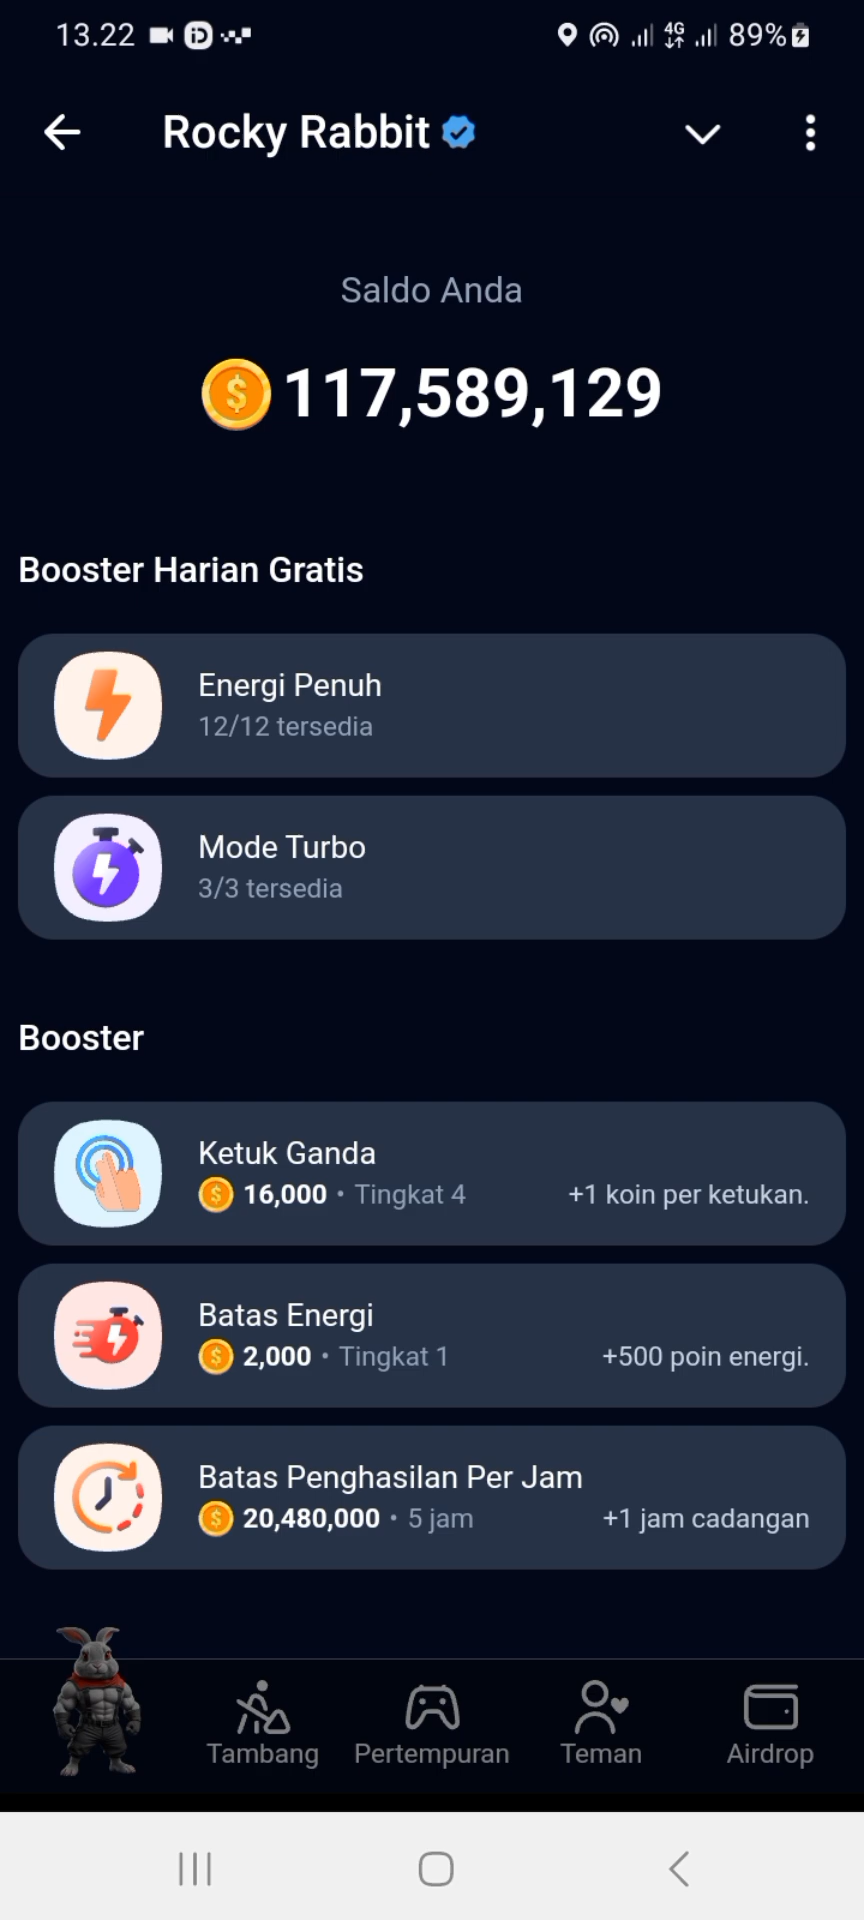 13.22
4G
89%
Rocky Rabbit
Saldo Anda
117,589,129
Booster Harian Gratis
Energi Penuh
12/12 tersedia
Mode Turbo
3/3 tersedia
Booster
Ketuk Ganda
16,000 • Tingkat 4 +1 koin per ketukan.
Batas Energi
2,000 • Tingkat 1 +500 poin energi.
Batas Penghasilan Per Jam
20,480,000 • 5 jam +1 jam cadangan
Tambang
Pertempuran
Teman
Airdrop